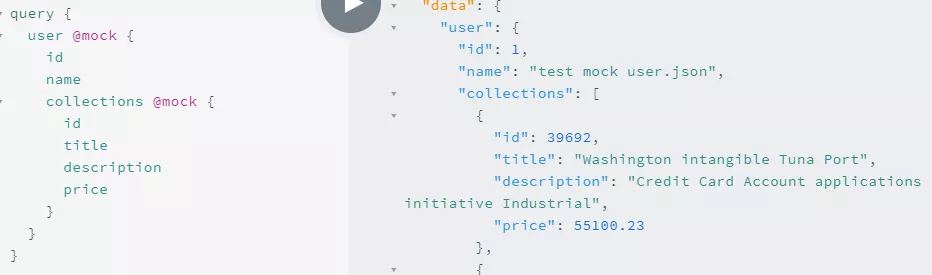 query {
user @mock {
id
name
collections @mock {
id
title
description
price
}
}
}
"data": {
"user": {
"id": 1,
"name": "test mock user.json",
"collections": [
{
"id": 39692,
"title": "Washington intangible Tuna Port",
"description": "Credit Card Account applications
initiative Industrial",
"price": 55100.23
},
{